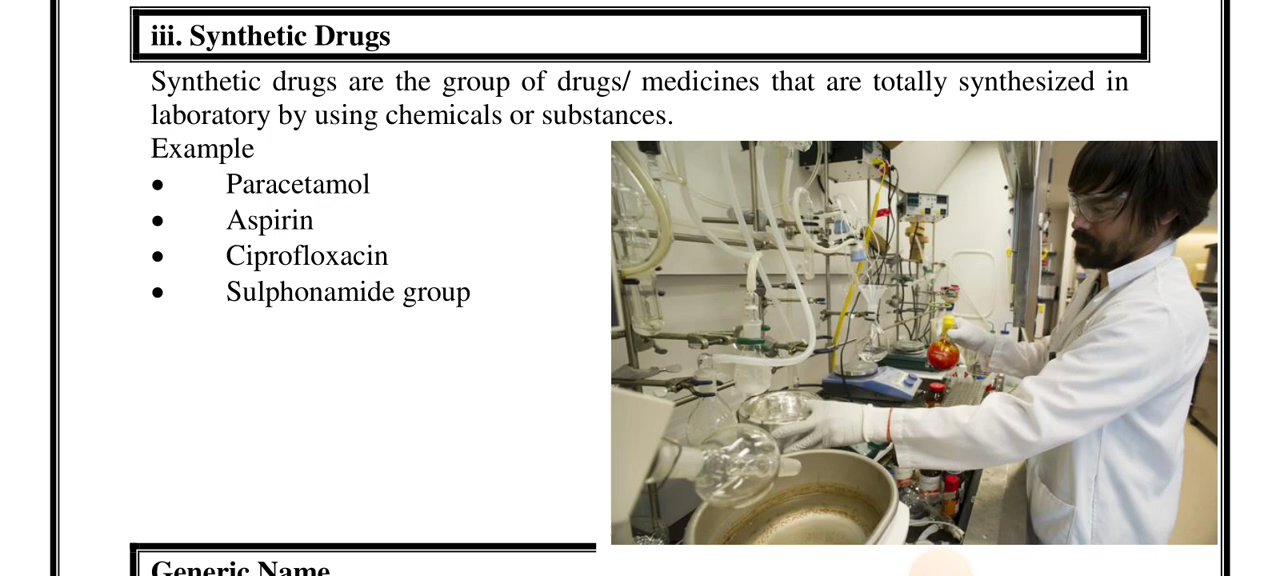 iii. Synthetic Drugs
Synthetic drugs are the group of drugs/ medicines that are totally synthesized in
laboratory by using chemicals or substances.
Example
• Paracetamol
• Aspirin
• Ciprofloxacin
• Sulphonamide group
Generic Name